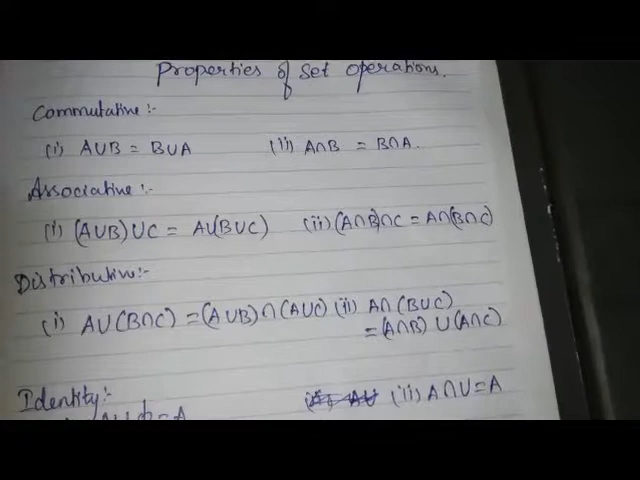 Properties of Set operations.
Commutative:-
(i) A∪B = B∪A (ii) A∩B = B∩A.
Associative:-
(i) (A∪B)∪C = A∪(B∪C) (ii) (A∩B)∩C = A∩(B∩C)
Distributive:-
(i) A∪(B∩C) = (A∪B)∩(A∪C) (ii) A∩(B∪C)
= (A∩B) ∪ (A∩C)
Identity:-
(ii) A∩U=A
A∪ϕ=A